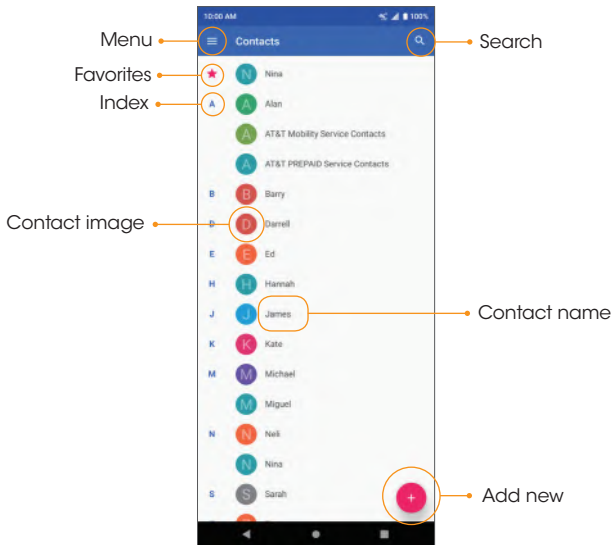 10:00 AM 100%
Menu Contacts Search
Favorites N Nina
Index A A Alan
A AT&T Mobility Service Contacts
A AT&T PREPAID Service Contacts
B B Barry
Contact image D D Darrell
E E Ed
H H Hannah
J J James Contact name
K K Kate
M M Michael
M Miguel
N N Neli
N Nina
S S Sarah
+ Add new